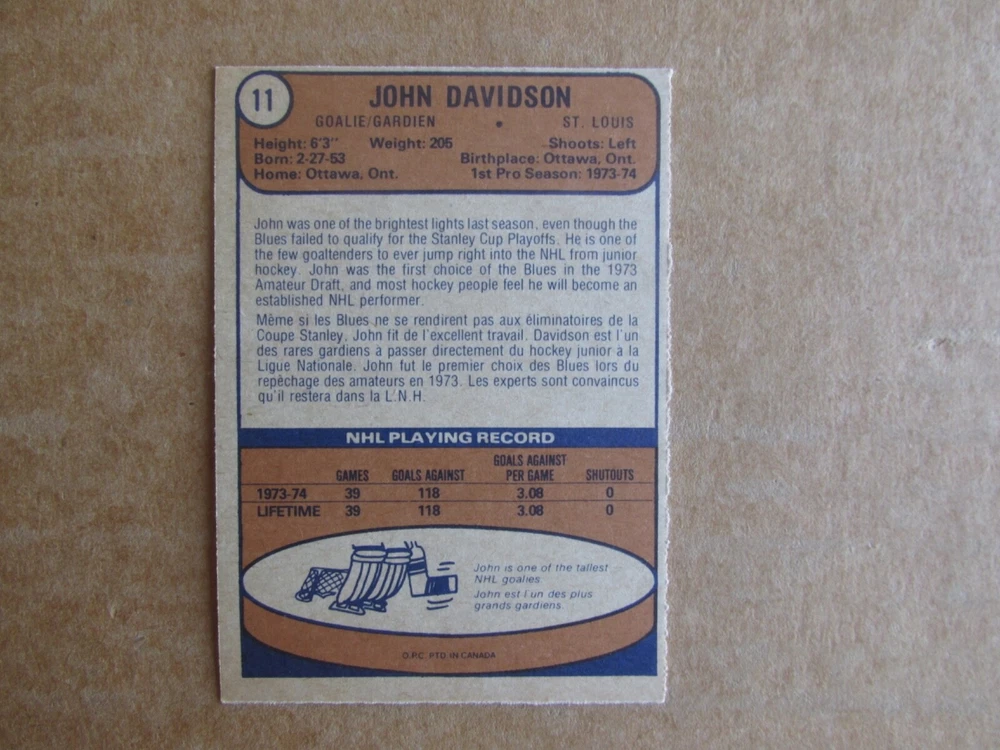 11
JOHN DAVIDSON
GOALIE/GARDIEN • ST. LOUIS
Height: 6'3" Weight: 205 Shoots: Left
Born: 2-27-53 Birthplace: Ottawa, Ont.
Home: Ottawa, Ont. 1st Pro Season: 1973-74
John was one of the brightest lights last season, even though the
Blues failed to qualify for the Stanley Cup Playoffs. He is one of
the few goaltenders to ever jump right into the NHL from junior
hockey. John was the first choice of the Blues in the 1973
Amateur Draft, and most hockey people feel he will become an
established NHL performer.
Même si les Blues ne se rendirent pas aux éliminatoires de la
Coupe Stanley, John fit de l'excellent travail. Davidson est l'un
des rares gardiens à passer directement du hockey junior à la
Ligue Nationale. John fut le premier choix des Blues lors du
repêchage des amateurs en 1973. Les experts sont convaincus
qu'il restera dans la L.N.H.
NHL PLAYING RECORD
GAMES GOALS AGAINST GOALS AGAINST PER GAME SHUTOUTS
1973-74 39 118 3.08 0
LIFETIME 39 118 3.08 0
John is one of the tallest
NHL goalies
John est l'un des plus
grands gardiens.
O.P.C. PTD. IN CANADA